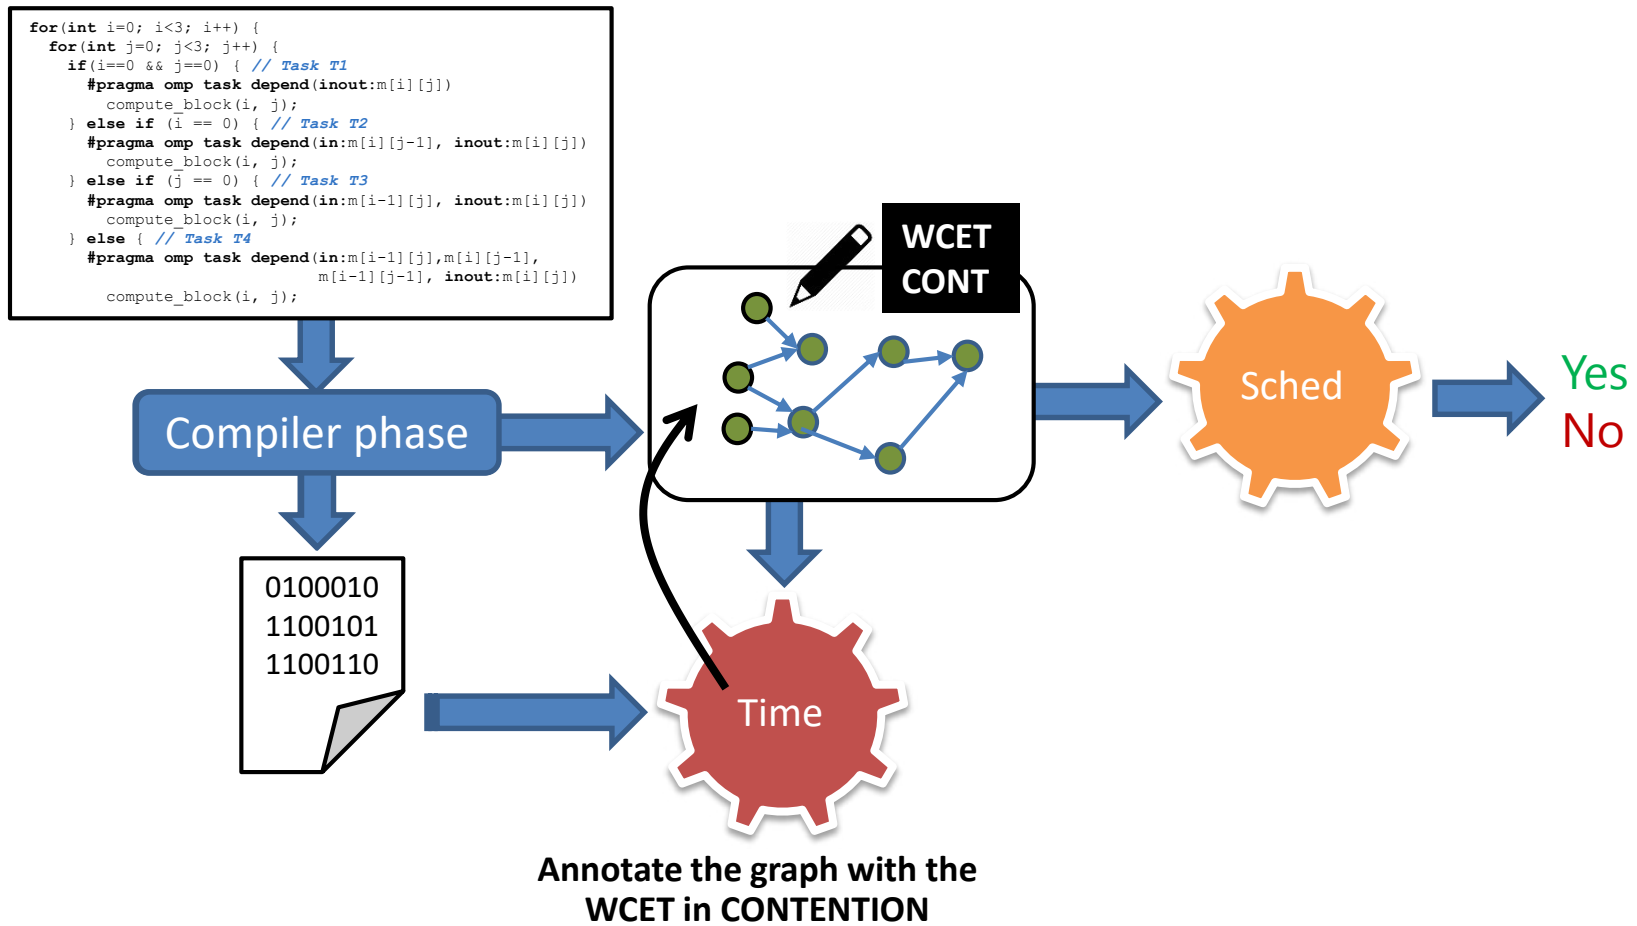 for(int i=0; i<3; i++) {
for(int j=0; j<3; j++) {
if(i==0 && j==0) { // Task T1
#pragma omp task depend(inout:m[i][j])
compute_block(i, j);
} else if (i == 0) { // Task T2
#pragma omp task depend(in:m[i][j-1], inout:m[i][j])
compute_block(i, j);
} else if (j == 0) { // Task T3
#pragma omp task depend(in:m[i-1][j], inout:m[i][j])
compute_block(i, j);
} else { // Task T4
#pragma omp task depend(in:m[i-1][j],m[i][j-1],
m[i-1][j-1], inout:m[i][j])
compute_block(i, j);
WCET
CONT
Compiler phase
Sched
Yes
No
0100010
1100101
1100110
Time
Annotate the graph with the
WCET in CONTENTION